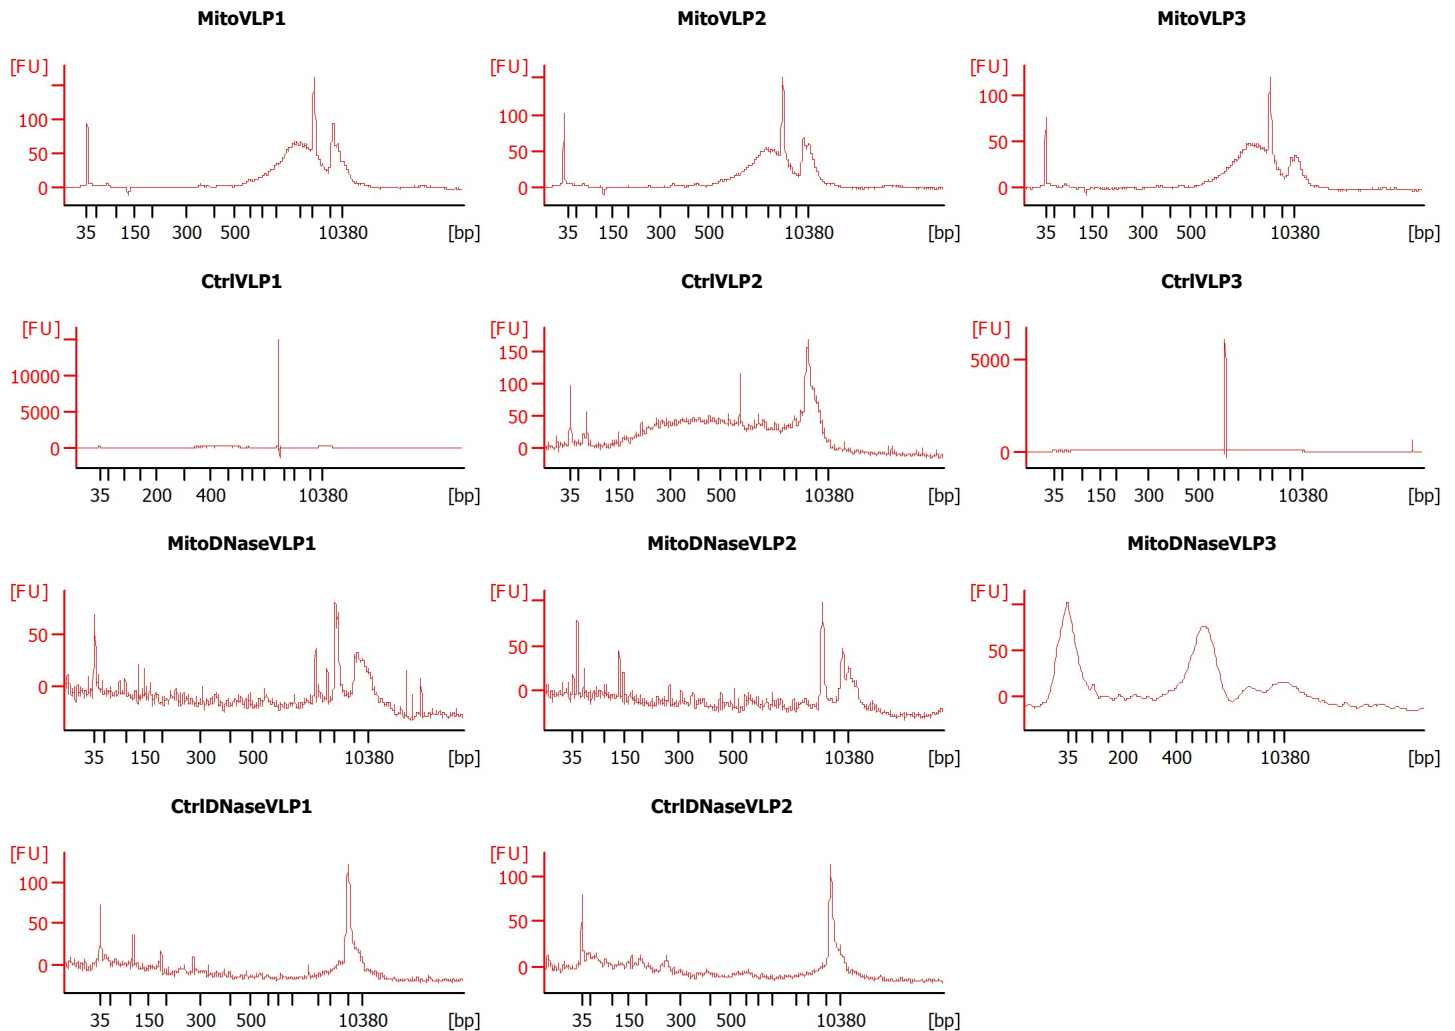 MitoVLP1 MitoVLP2 MitoVLP3
[FU] [FU] [FU]
100 100 100
50 50 50
0 0 0
35 150 300 500 10380 [bp] 35 150 300 500 10380 [bp] 35 150 300 500 10380 [bp]
CtrlVLP1 CtrlVLP2 CtrlVLP3
[FU] [FU] [FU]
150
10000 100 5000
5000 50
0 0 0
35 200 400 10380 [bp] 35 150 300 500 10380 [bp] 35 150 300 500 10380 [bp]
MitoDNaseVLP1 MitoDNaseVLP2 MitoDNaseVLP3
[FU] [FU] [FU]
50 50 50
0 0 0
35 150 300 500 10380 [bp] 35 150 300 500 10380 [bp] 35 200 400 10380 [bp]
CtrlDNaseVLP1 CtrlDNaseVLP2
[FU] [FU]
100 100
50 50
0 0
35 150 300 500 10380 [bp] 35 150 300 500 10380 [bp]